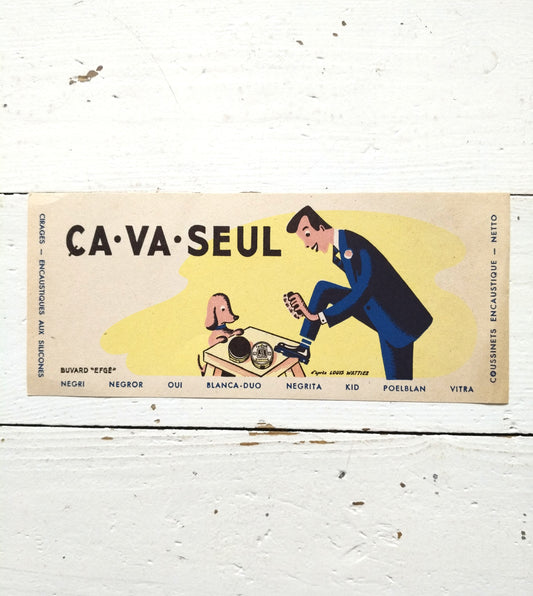 CIRAGES – ENCAUSTIQUES AUX SILICONES
ÇA·VA·SEUL
BUVARD "EFGÉ"
d'après LOUIS WATTIER
NEGRI NEGROR OUI BLANCA-DUO NEGRITA KID POELBLAN VITRA
COUSSINETS ENCAUSTIQUE – NETTO